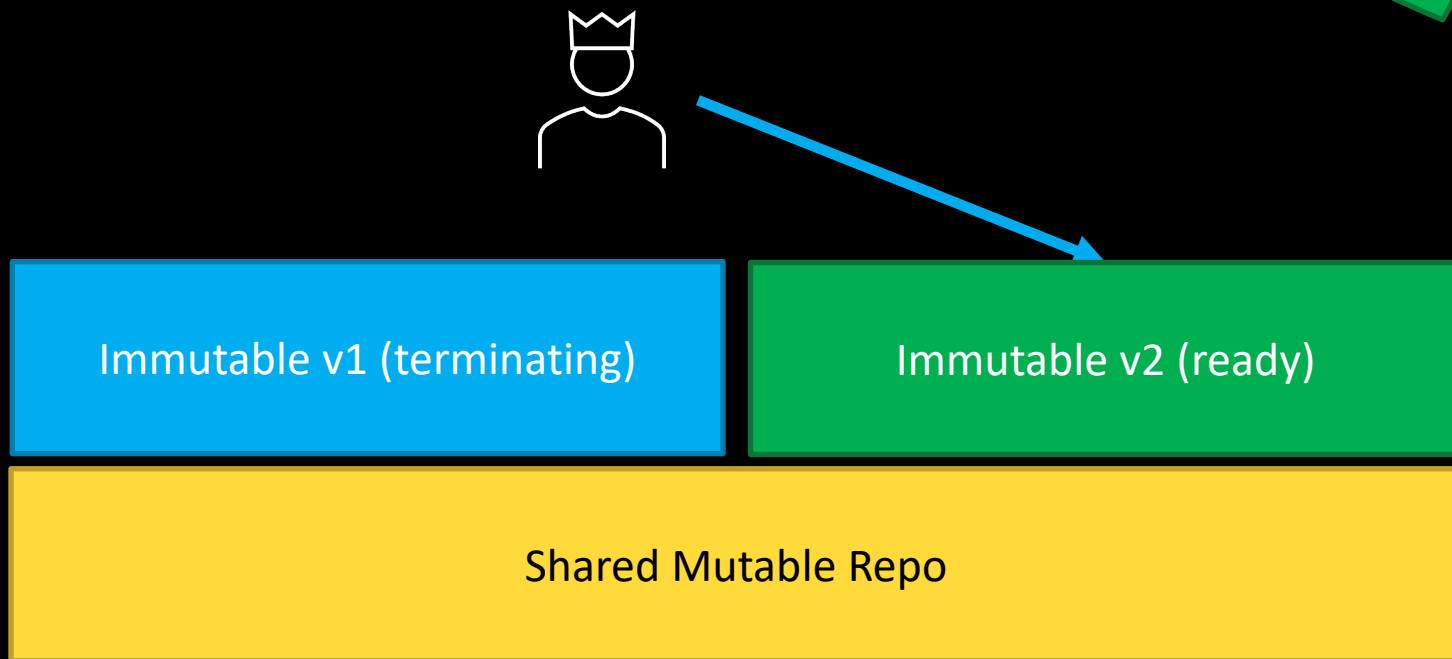 Immutable v1 (terminating)
Immutable v2 (ready)
Shared Mutable Repo